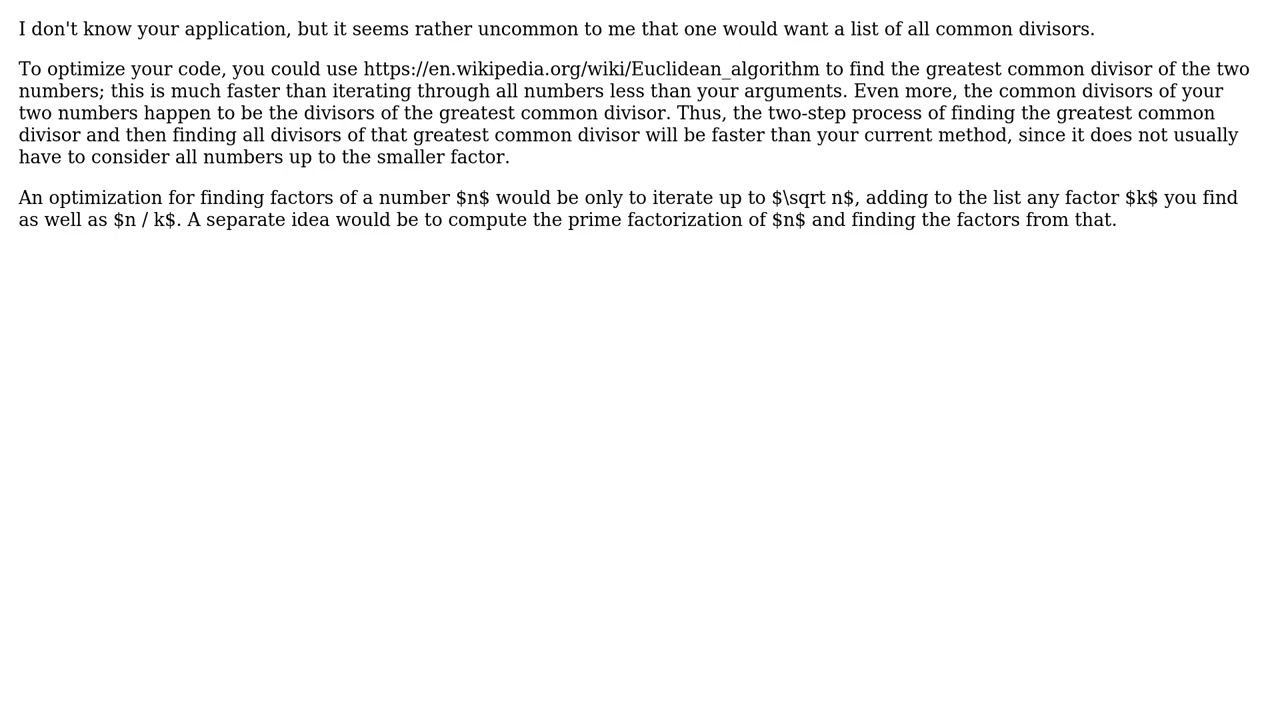 I don't know your application, but it seems rather uncommon to me that one would want a list of all common divisors.
To optimize your code, you could use https://en.wikipedia.org/wiki/Euclidean_algorithm to find the greatest common divisor of the two
numbers; this is much faster than iterating through all numbers less than your arguments. Even more, the common divisors of your
two numbers happen to be the divisors of the greatest common divisor. Thus, the two-step process of finding the greatest common
divisor and then finding all divisors of that greatest common divisor will be faster than your current method, since it does not usually
have to consider all numbers up to the smaller factor.
An optimization for finding factors of a number $n$ would be only to iterate up to $\sqrt n$, adding to the list any factor $k$ you find
as well as $n / k$. A separate idea would be to compute the prime factorization of $n$ and finding the factors from that.